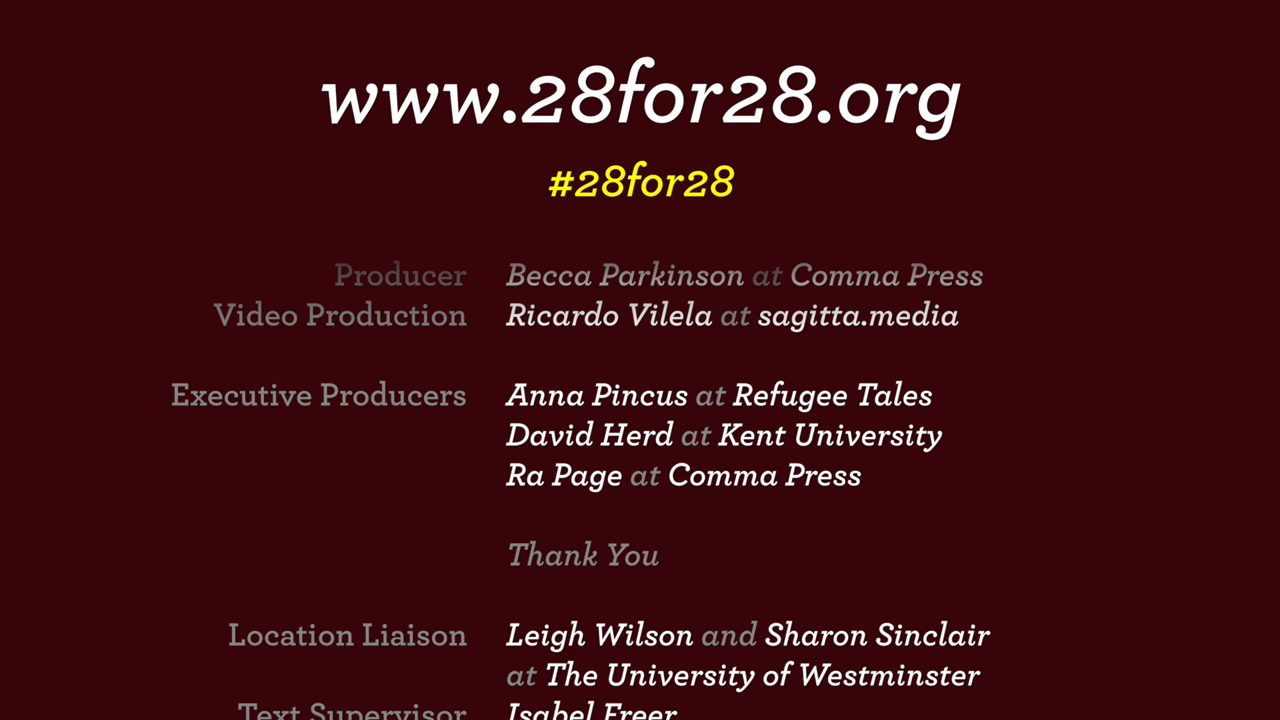 www.28for28.org
#28for28
Producer Becca Parkinson at Comma Press
Video Production Ricardo Vilela at sagitta.media
Executive Producers Anna Pincus at Refugee Tales
David Herd at Kent University
Ra Page at Comma Press
Thank You
Location Liaison Leigh Wilson and Sharon Sinclair
at The University of Westminster
Text Supervisor Isabel Freer